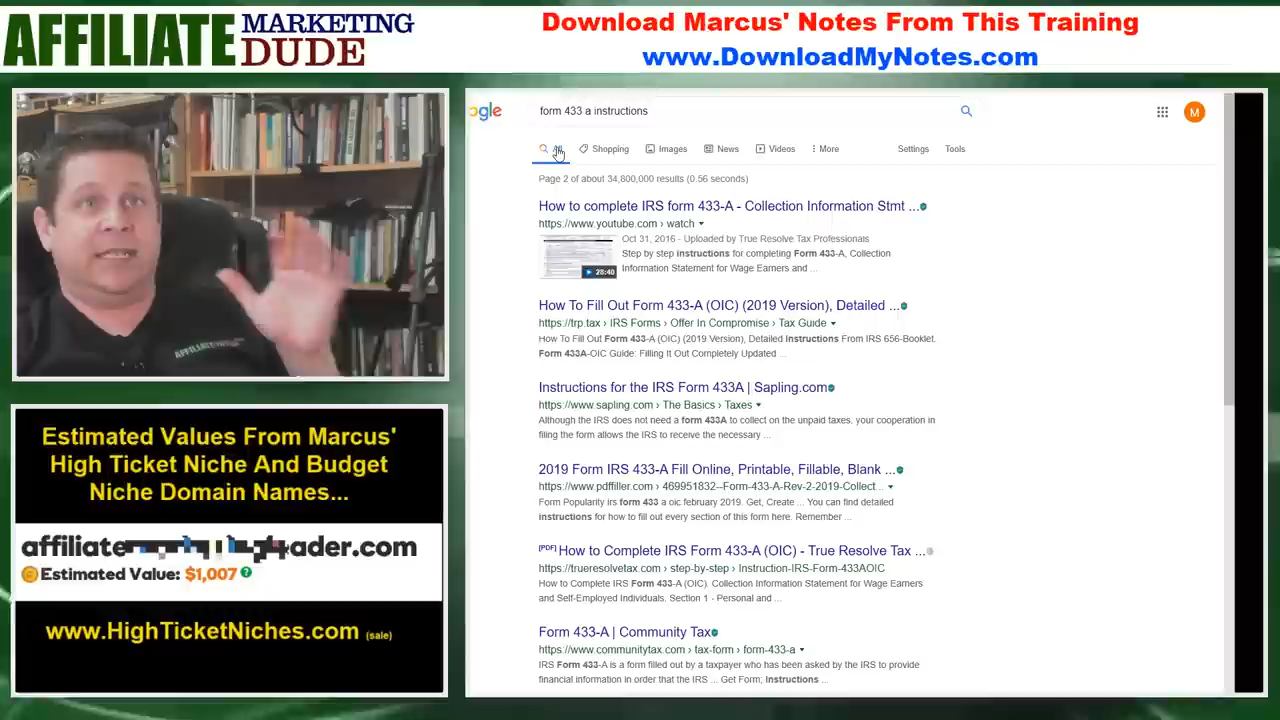 AFFILIATE MARKETING DUDE
Download Marcus' Notes From This Training
www.DownloadMyNotes.com
ogle
form 433 a instructions
M
Shopping
Images
News
Videos
More
Settings
Tools
Page 2 of about 34,800,000 results (0.56 seconds)
How to complete IRS form 433-A - Collection Information Stmt ...
https://www.youtube.com › watch
Oct 31, 2016 - Uploaded by True Resolve Tax Professionals
Step by step instructions for completing Form 433-A, Collection
Information Statement for Wage Earners and ...
28:40
How To Fill Out Form 433-A (OIC) (2019 Version), Detailed ...
https://trp.tax › IRS Forms › Offer In Compromise › Tax Guide
How To Fill Out Form 433-A (OIC) (2019 Version), Detailed Instructions From IRS 656-Booklet.
Form 433A-OIC Guide: Filling It Out Completely Updated ...
Instructions for the IRS Form 433A | Sapling.com
https://www.sapling.com › The Basics › Taxes
Although the IRS does not need a form 433A to collect on the unpaid taxes, your cooperation in
filing the form allows the IRS to receive the necessary ...
2019 Form IRS 433-A Fill Online, Printable, Fillable, Blank ...
https://www.pdffiller.com › 469951832--Form-433-A-Rev-2-2019-Collect...
Form Popularity irs form 433 a oic february 2019. Get, Create ... You can find detailed
instructions for how to fill out every section of this form here. Remember ...
[PDF] How to Complete IRS Form 433-A (OIC) - True Resolve Tax ...
https://trueresolvetax.com › step-by-step › Instruction-IRS-Form-433AOIC
How to Complete IRS Form 433-A (OIC). Collection Information Statement for Wage Earners
and Self-Employed Individuals. Section 1 - Personal and ...
Form 433-A | Community Tax
https://www.communitytax.com › tax-form › form-433-a
IRS Form 433-A is a form filled out by a taxpayer who has been asked by the IRS to provide
financial information in order that the IRS ... Get Form; Instructions ...
Estimated Values From Marcus'
High Ticket Niche And Budget
Niche Domain Names...
affiliate
ader.com
Estimated Value: $1,007
www.HighTicketNiches.com (sale)